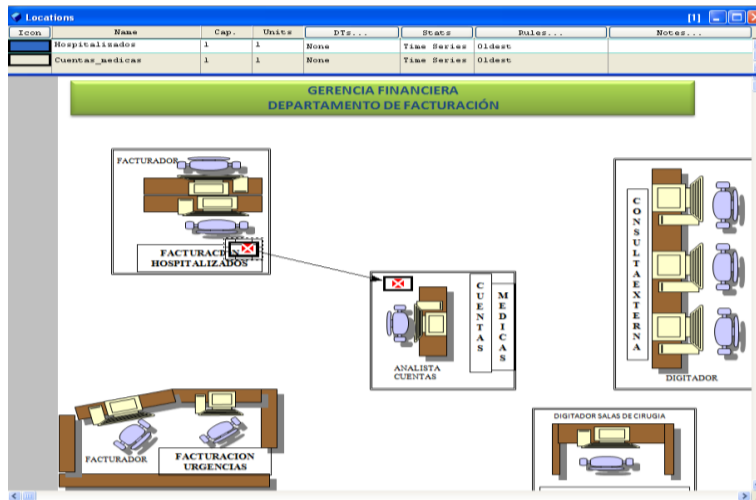 Locations
[1]
Icon Name Cap. Units DTs... Stats Rules... Notes...
Hospitalizados 1 1 None Time Series Oldest
Cuentas_medicas 1 1 None Time Series Oldest
GERENCIA FINANCIERA
DEPARTAMENTO DE FACTURACIÓN
FACTURADOR
HOSPITALIZADOS
CUENTAS
MEDICAS
ANALISTA
CUENTAS
CONSULTA EXTERNA
DIGITADOR
FACTURADOR
FACTURACION
URGENCIAS
DIGITADOR SALAS DE CIRUGIA